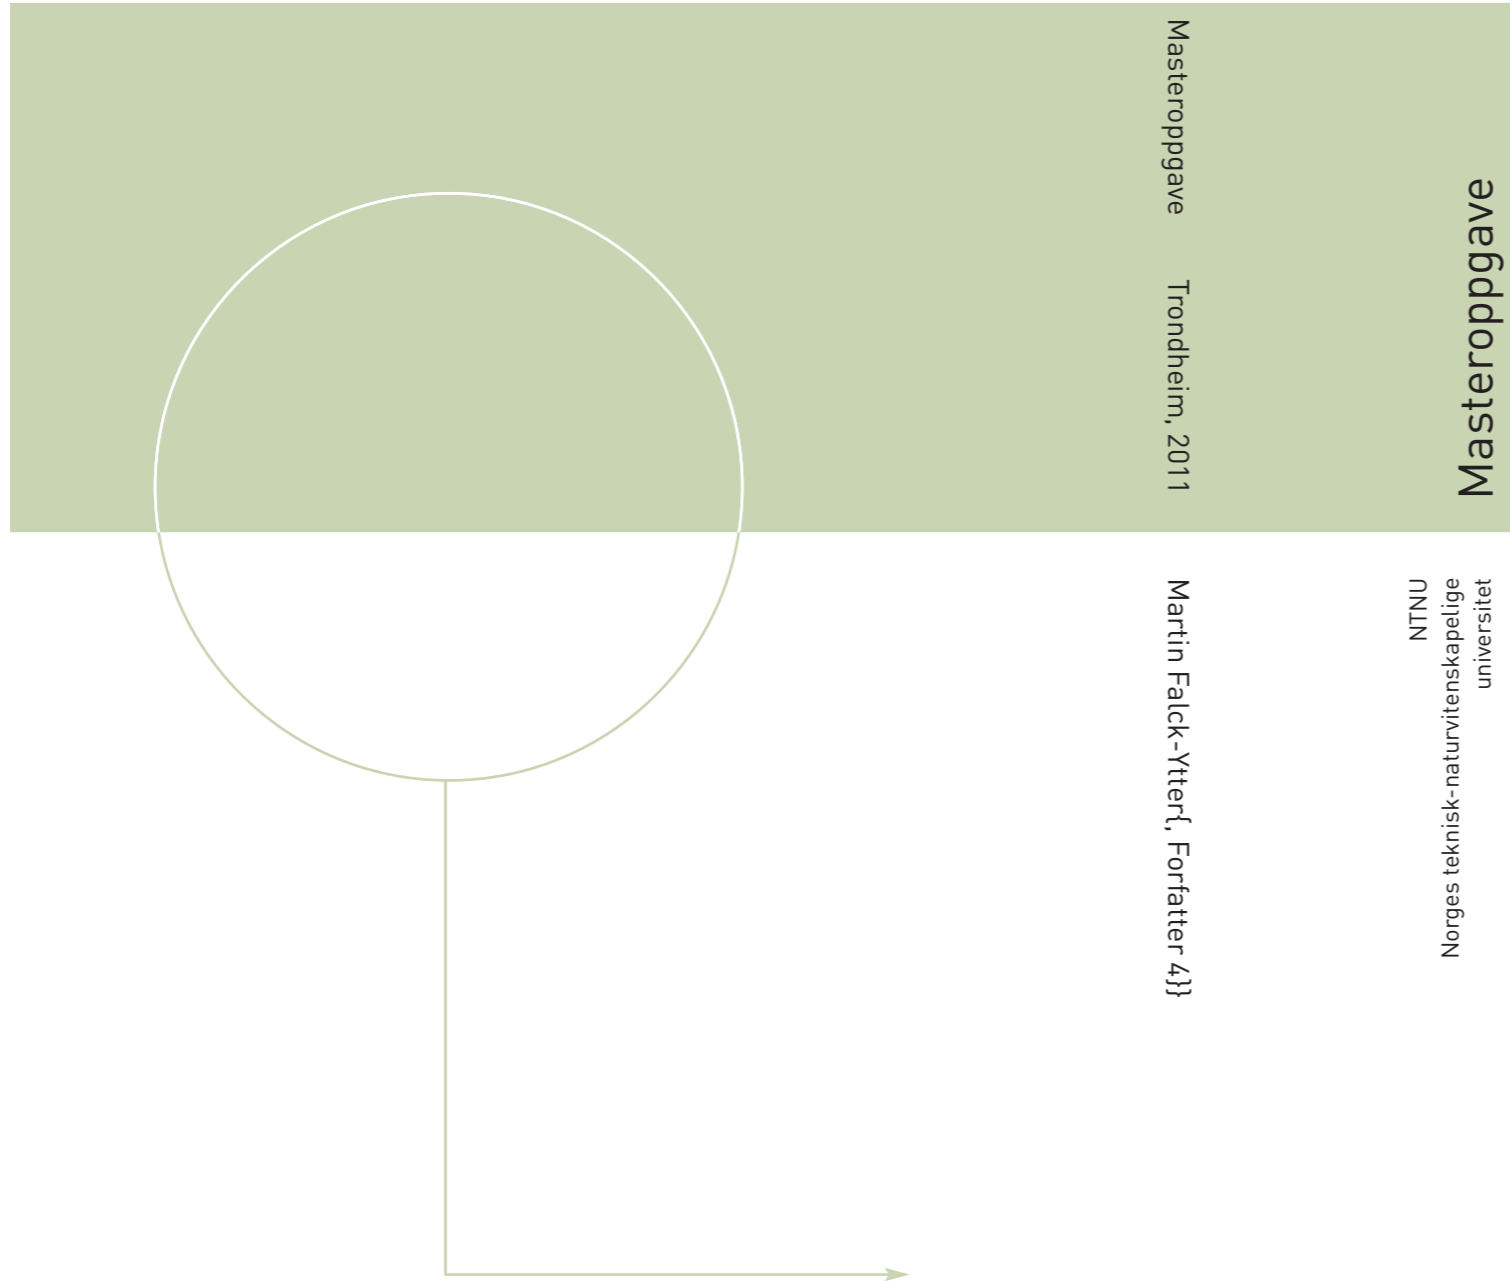 Masteroppgave
Trondheim, 2011
Martin Falck-Ytter{, Forfatter 4}}
Masteroppgave
NTNU
Norges teknisk-naturvitenskapelige
universitet